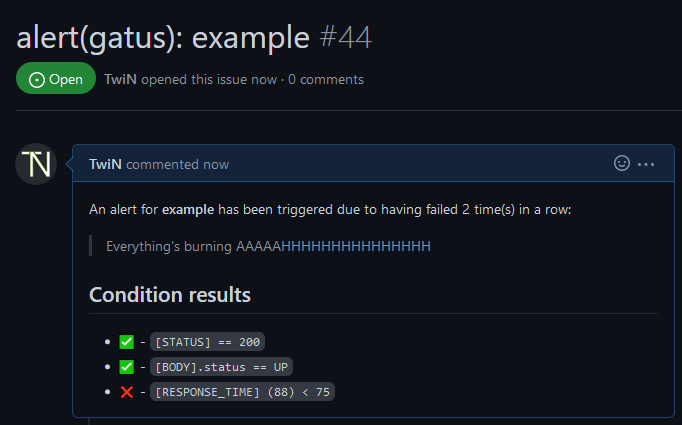 alert(gatus): example #44
Open TwiN opened this issue now · 0 comments
TN TwiN commented now
An alert for example has been triggered due to having failed 2 time(s) in a row:
Everything's burning AAAAAHHHHHHHHHHHHHHH
Condition results
• ✅ - [STATUS] == 200
• ✅ - [BODY].status == UP
• ❌ - [RESPONSE_TIME] (88) < 75